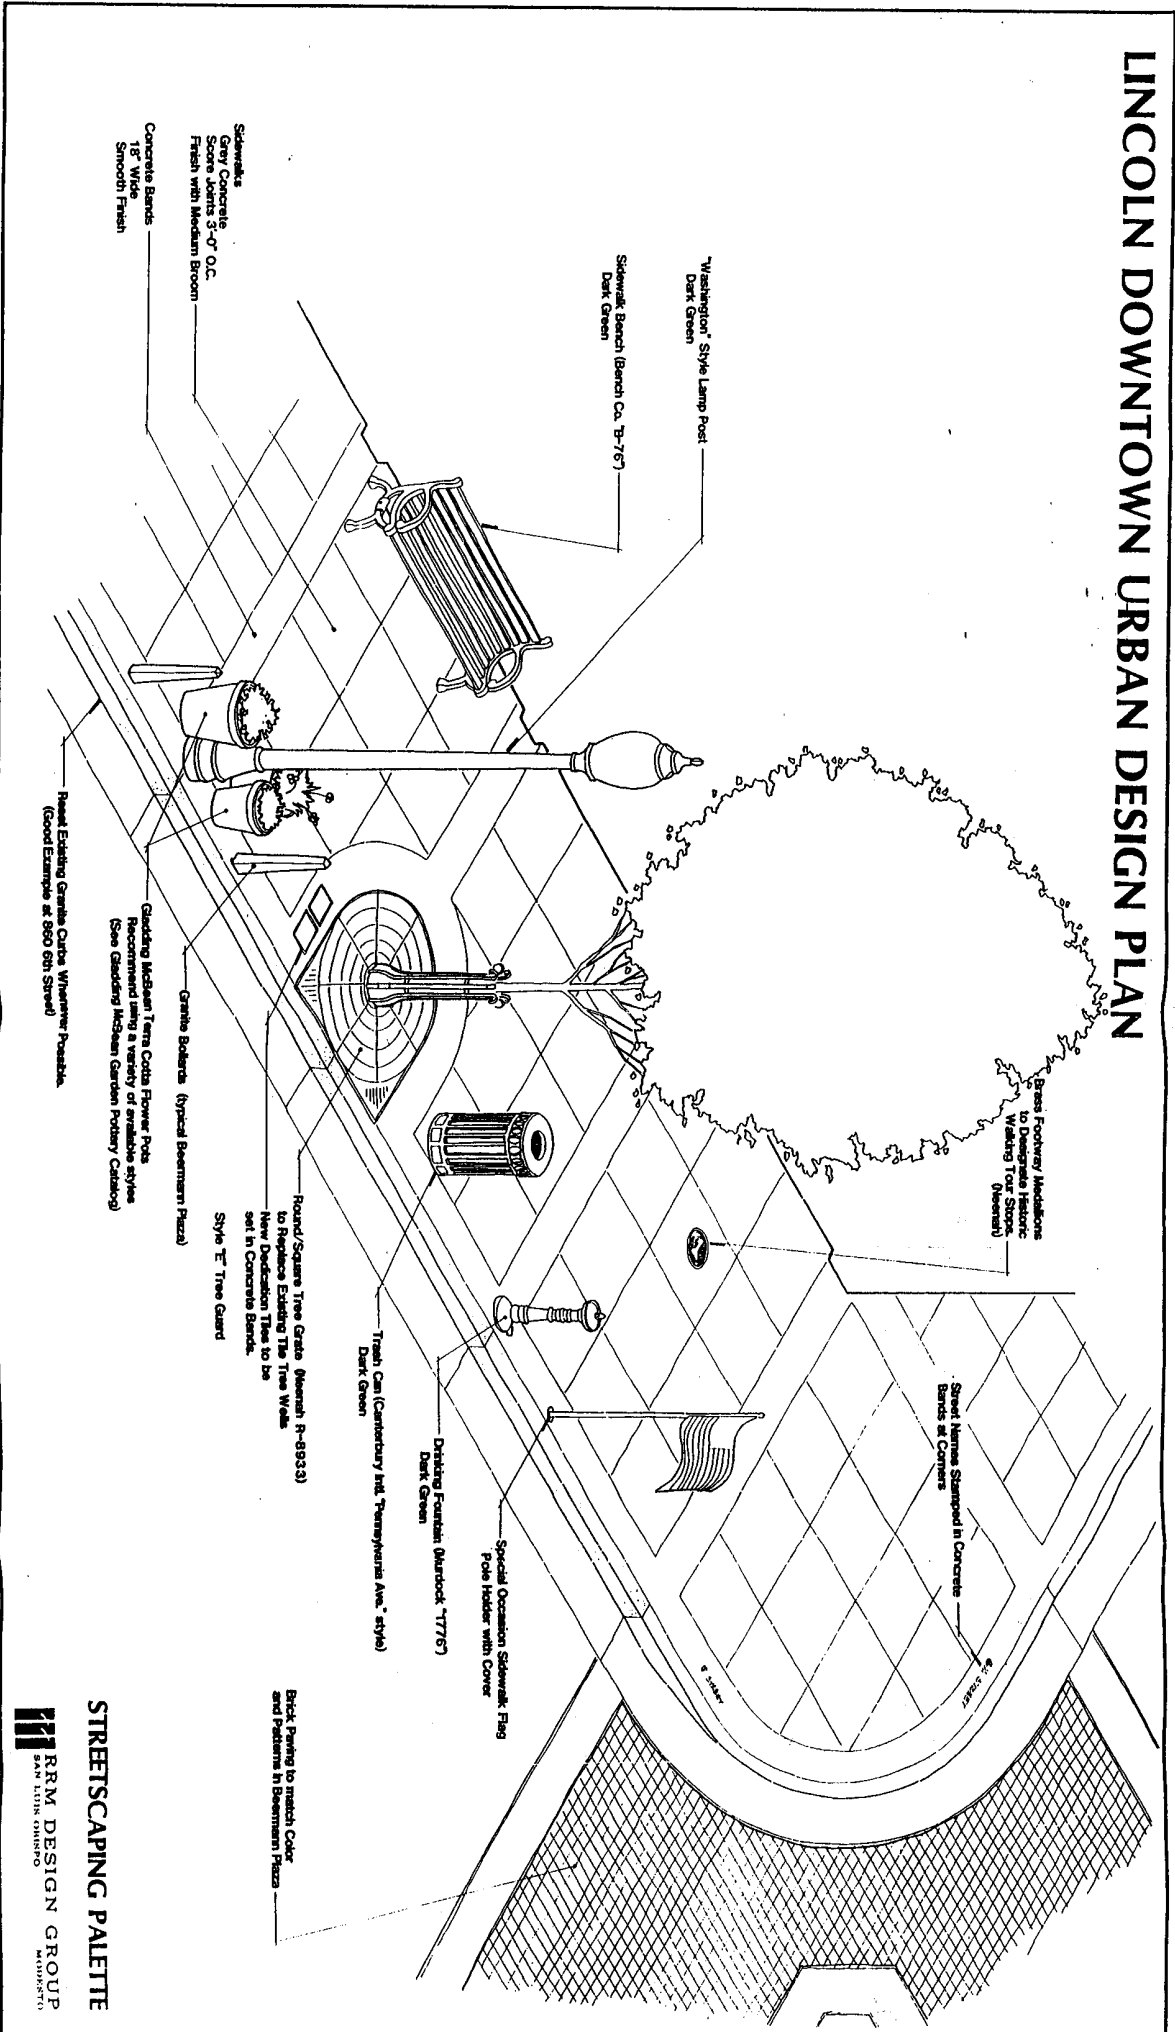 LINCOLN DOWNTOWN URBAN DESIGN PLAN
"Washington" Style Lamp Post
Dark Green
Sidewalk Bench (Bench Co. "B-76")
Dark Green
Sidewalks
Grey Concrete
Score Joints 3'-0" O.C.
Finish with Medium Broom
Concrete Bands
18" Wide
Smooth Finish
Brass Footway Medallions
to Designate Historic
Walking Tour Stops.
(Neenah)
Street Names Stamped in Concrete
Bands at Corners
STREET
STREET
Special Occasion Sidewalk Flag
Pole Holder with Cover
Drinking Fountain (Murdock "1776")
Dark Green
Trash Can (Canterbury Intl. "Pennsylvania Ave." style)
Dark Green
Round/Square Tree Grate (Neenah R-8933)
to Replace Existing Tile Tree Wells
New Dedication Tiles to be
set in Concrete Bands.
Style "E" Tree Guard
Granite Bollards (typical Beermann Plaza)
Gladding McBean Terra Cotta Flower Pots
Recommend using a variety of available styles
(See Gladding McBean Garden Pottery Catalog)
Reset Existing Granite Curbs Whenever Possible.
(Good Example at 860 6th Street)
Brick Paving to match Color
and Patterns in Beermann Plaza
STREETSCAPING PALETTE
RRM DESIGN GROUP
SAN LUIS OBISPO MODESTO